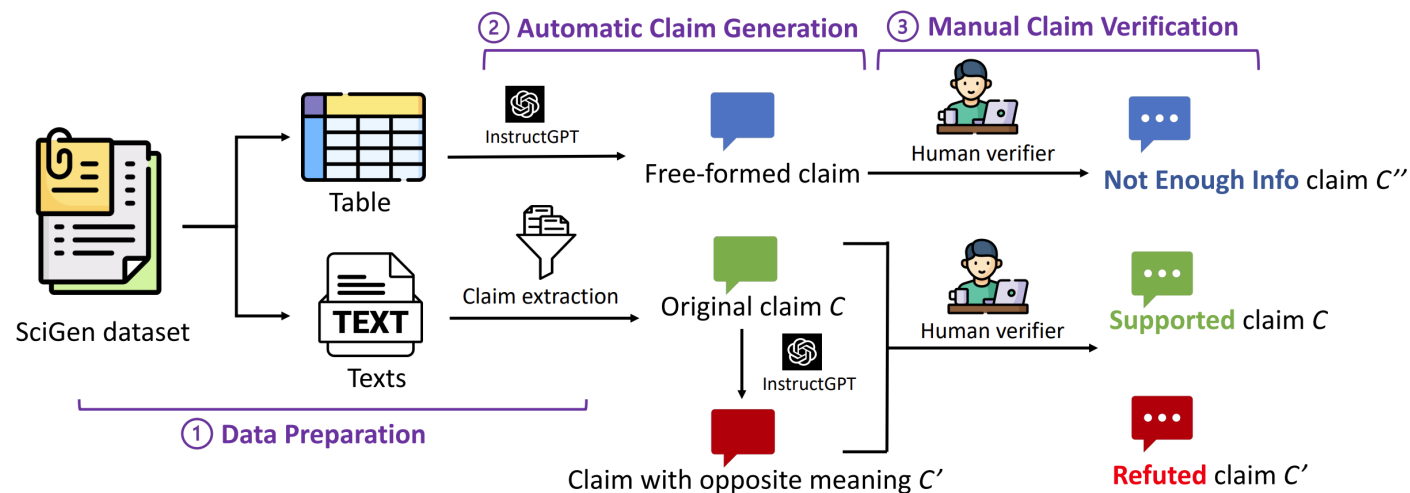 ② Automatic Claim Generation
③ Manual Claim Verification
InstructGPT
Table
Free-formed claim
Human verifier
Not Enough Info claim C’’
SciGen dataset
TEXT
Texts
Claim extraction
Original claim C
InstructGPT
Claim with opposite meaning C’
Human verifier
Supported claim C
Refuted claim C’
① Data Preparation